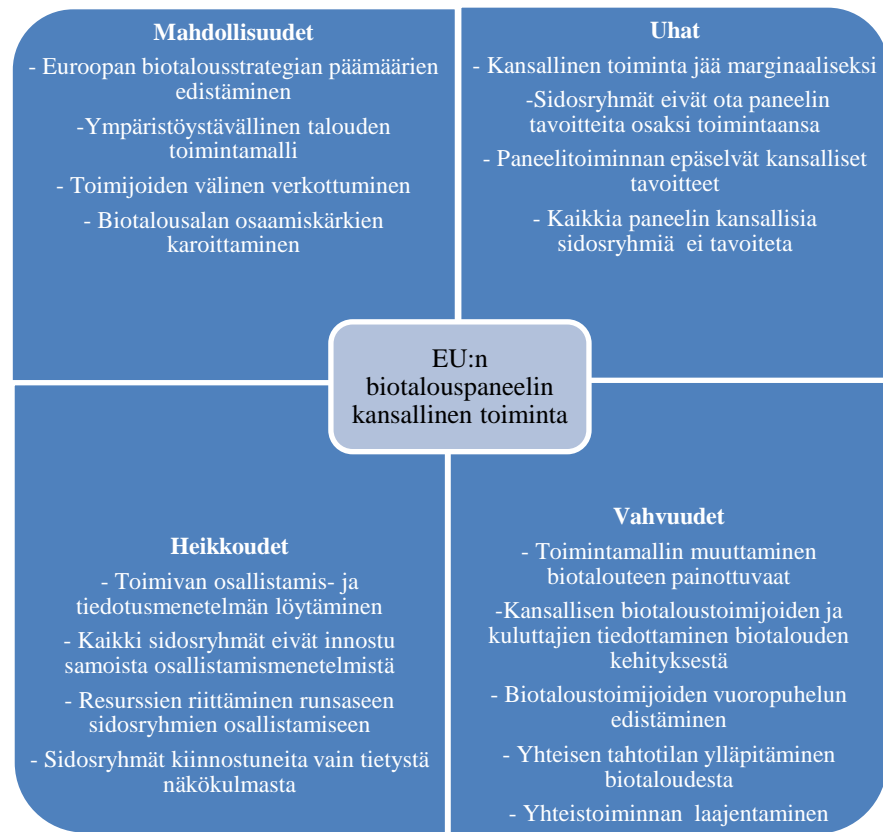 Mahdollisuudet
- Euroopan biotalousstrategian päämäärien
edistäminen
-Ympäristöystävällinen talouden
toimintamalli
- Toimijoiden välinen verkottuminen
- Biotalousalan osaamiskärkien
karoittaminen
Uhat
- Kansallinen toiminta jää marginaaliseksi
-Sidosryhmät eivät ota paneelin
tavoitteita osaksi toimintaansa
- Paneelitoiminnan epäselvät kansalliset
tavoitteet
- Kaikkia paneelin kansallisia
sidosryhmiä ei tavoiteta
EU:n
biotalouspaneelin
kansallinen toiminta
Heikkoudet
- Toimivan osallistamis- ja
tiedotusmenetelmän löytäminen
- Kaikki sidosryhmät eivät innostu
samoista osallistamismenetelmistä
- Resurssien riittäminen runsaseen
sidosryhmien osallistamiseen
- Sidosryhmät kiinnostuneita vain tietystä
näkökulmasta
Vahvuudet
- Toimintamallin muuttaminen
biotalouteen painottuvaat
-Kansallisen biotaloustoimijoiden ja
kuluttajien tiedottaminen biotalouden
kehityksestä
- Biotaloustoimijoiden vuoropuhelun
edistäminen
- Yhteisen tahtotilan ylläpitäminen
biotaloudesta
- Yhteistoiminnan laajentaminen